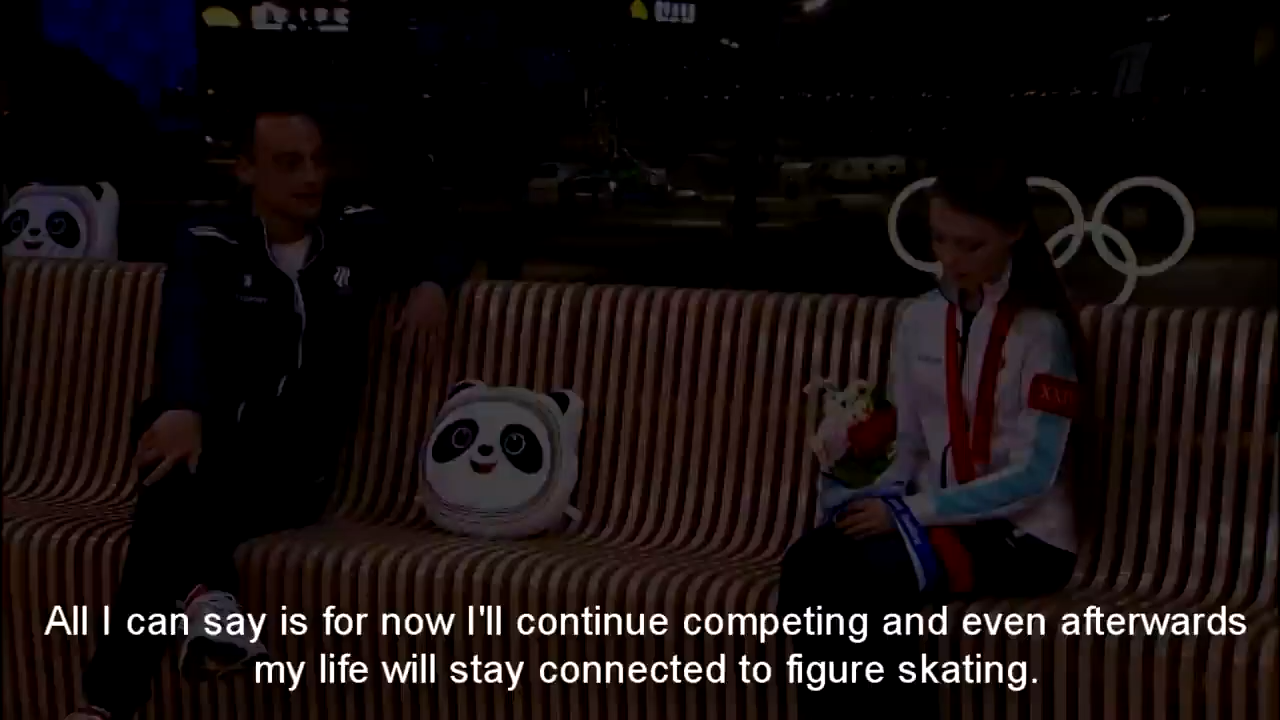 XXIV
All I can say is for now I'll continue competing and even afterwards
my life will stay connected to figure skating.